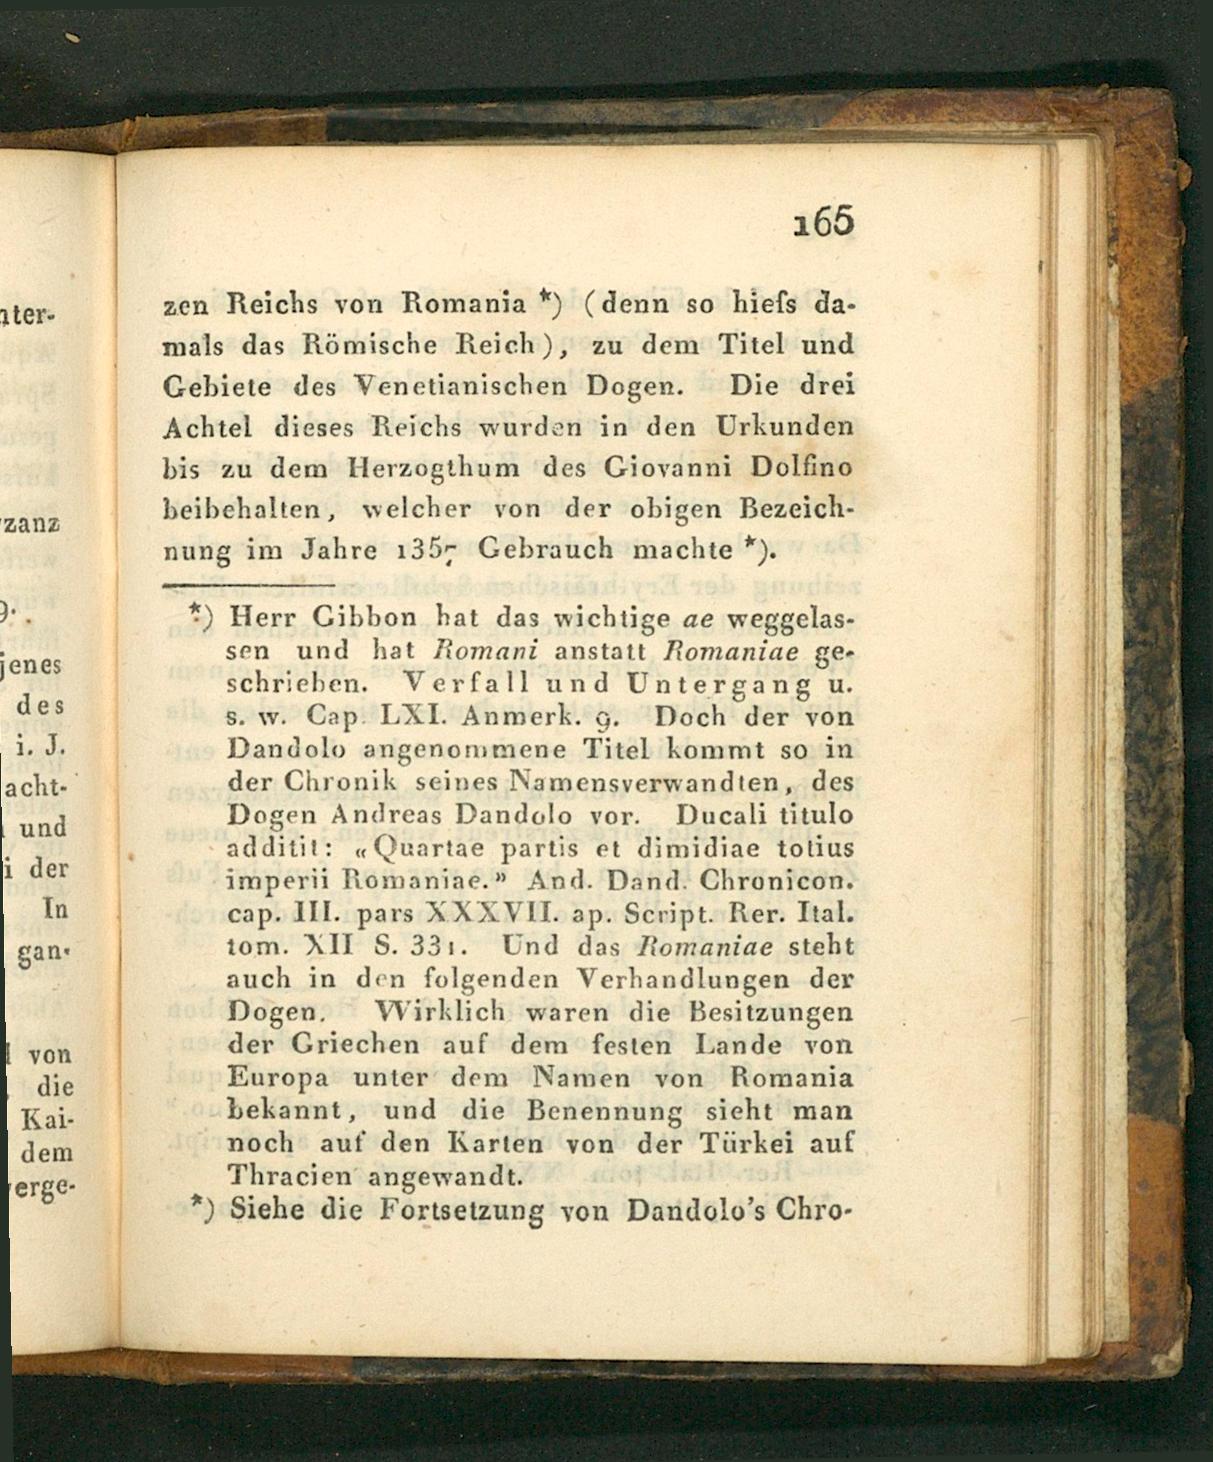 165
zen Reichs von Romania *) (denn so hieſs da-
mals das Römische Reich), zu dem Titel und
Gebiete des Venetianischen Dogen. Die drei
Achtel dieses Reichs wurden in den Urkunden
bis zu dem Herzogthum des Giovanni Dolfino
beibehalten, welcher von der obigen Bezeich-
nung im Jahre 1357 Gebrauch machte *).
*) Herr Gibbon hat das wichtige ae weggelas-
sen und hat Romani anstatt Romaniae ge-
schrieben. Verfall und Untergang u.
s. w. Cap. LXI. Anmerk. 9. Doch der von
Dandolo angenommene Titel kommt so in
der Chronik seines Namensverwandten, des
Dogen Andreas Dandolo vor. Ducali titulo
additit: „Quartae partis et dimidiae totius
imperii Romaniae.” And. Dand. Chronicon.
cap. III. pars XXXVII. ap. Script. Rer. Ital.
tom. XII S. 331. Und das Romaniae steht
auch in den folgenden Verhandlungen der
Dogen. Wirklich waren die Besitzungen
der Griechen auf dem festen Lande von
Europa unter dem Namen von Romania
bekannt, und die Benennung sieht man
noch auf den Karten von der Türkei auf
Thracien angewandt.
*) Siehe die Fortsetzung von Dandolo's Chro-